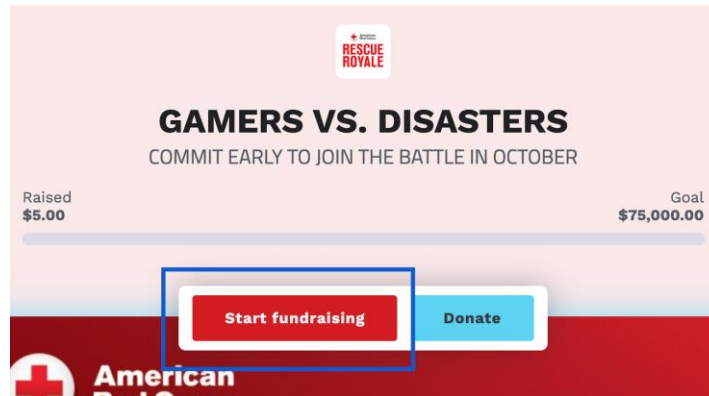 RESCUE
ROYALE
GAMERS VS. DISASTERS
COMMIT EARLY TO JOIN THE BATTLE IN OCTOBER
Raised
$5.00
Goal
$75,000.00
Start fundraising
Donate
American